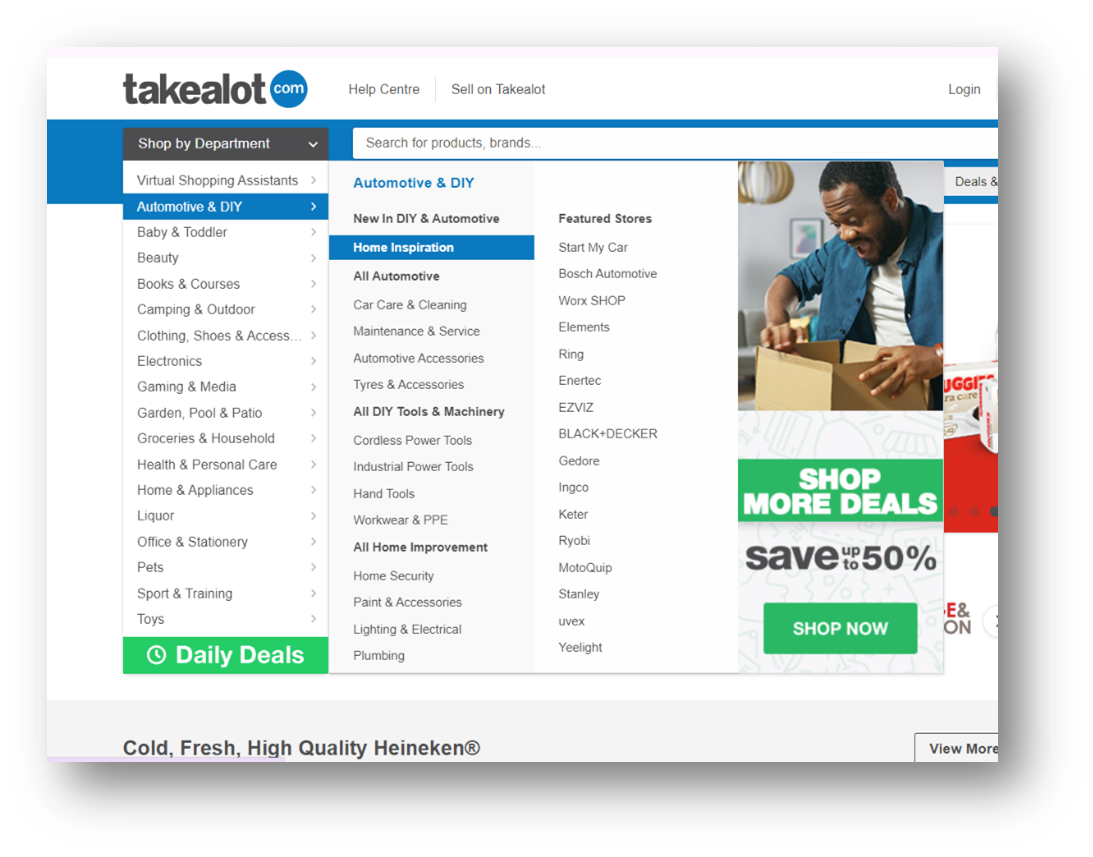 takealot com
Help Centre
Sell on Takealot
Login
Shop by Department
Search for products, brands...
Deals &
Virtual Shopping Assistants
Automotive & DIY
Baby & Toddler
Beauty
Books & Courses
Camping & Outdoor
Clothing, Shoes & Access...
Electronics
Gaming & Media
Garden, Pool & Patio
Groceries & Household
Health & Personal Care
Home & Appliances
Liquor
Office & Stationery
Pets
Sport & Training
Toys
Daily Deals
Automotive & DIY
New In DIY & Automotive
Home Inspiration
All Automotive
Car Care & Cleaning
Maintenance & Service
Automotive Accessories
Tyres & Accessories
All DIY Tools & Machinery
Cordless Power Tools
Industrial Power Tools
Hand Tools
Workwear & PPE
All Home Improvement
Home Security
Paint & Accessories
Lighting & Electrical
Plumbing
Featured Stores
Start My Car
Bosch Automotive
Worx SHOP
Elements
Ring
Enertec
EZVIZ
BLACK+DECKER
Gedore
Ingco
Keter
Ryobi
MotoQuip
Stanley
uvex
Yeelight
SHOP
MORE DEALS
save up to 50%
SHOP NOW
Cold, Fresh, High Quality Heineken®
View More